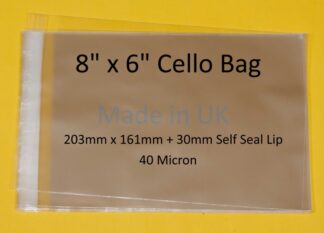 8" x 6" Cello Bag
Made in UK
203mm x 161mm + 30mm Self Seal Lip
40 Micron